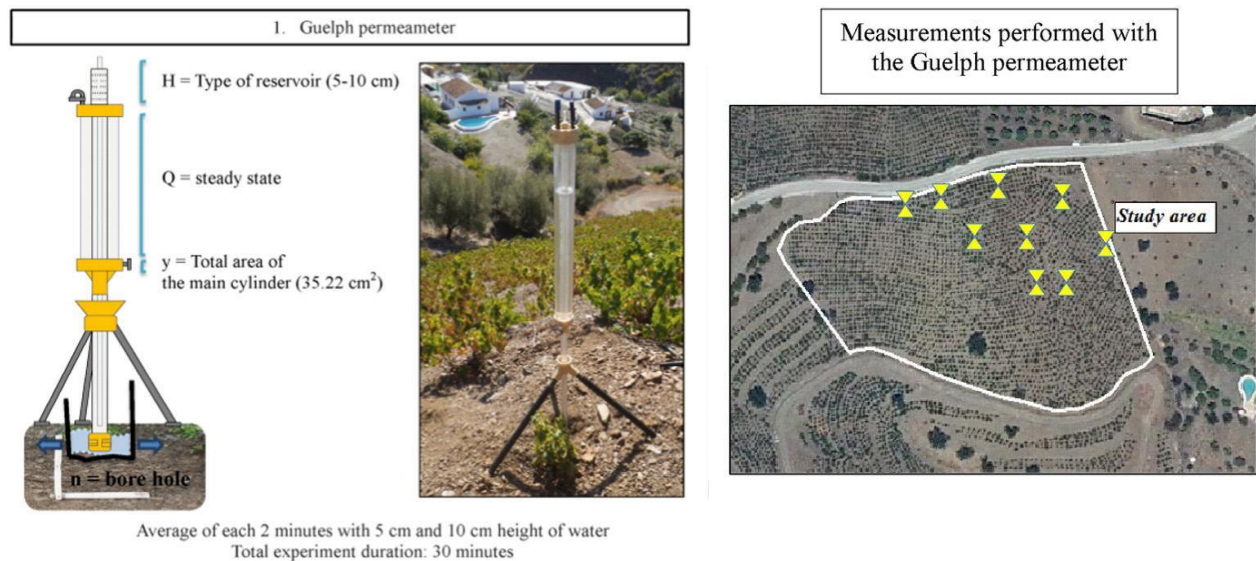 1. Guelph permeameter
H = Type of reservoir (5-10 cm)
Q = steady state
y = Total area of
the main cylinder (35.22 cm²)
n = bore hole
Average of each 2 minutes with 5 cm and 10 cm height of water
Total experiment duration: 30 minutes
Measurements performed with
the Guelph permeameter
Study area